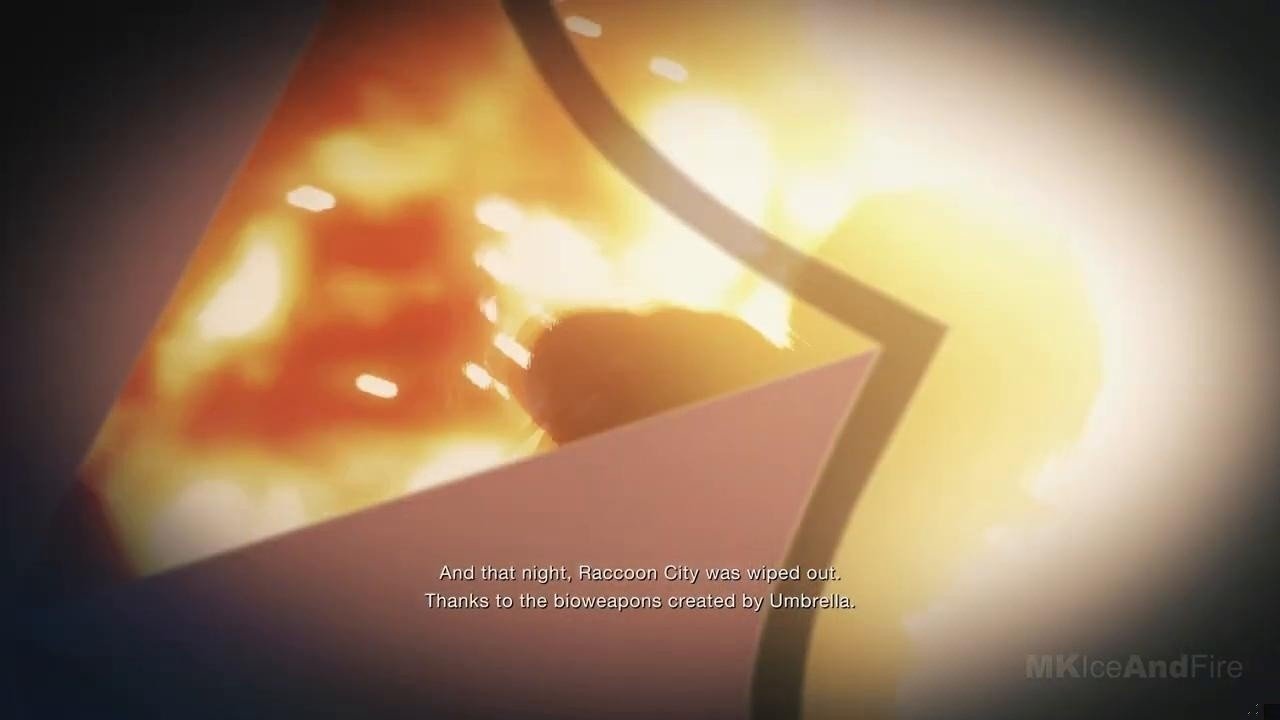 And that night, Raccoon City was wiped out.
Thanks to the bioweapons created by Umbrella.
MKIceAndFire